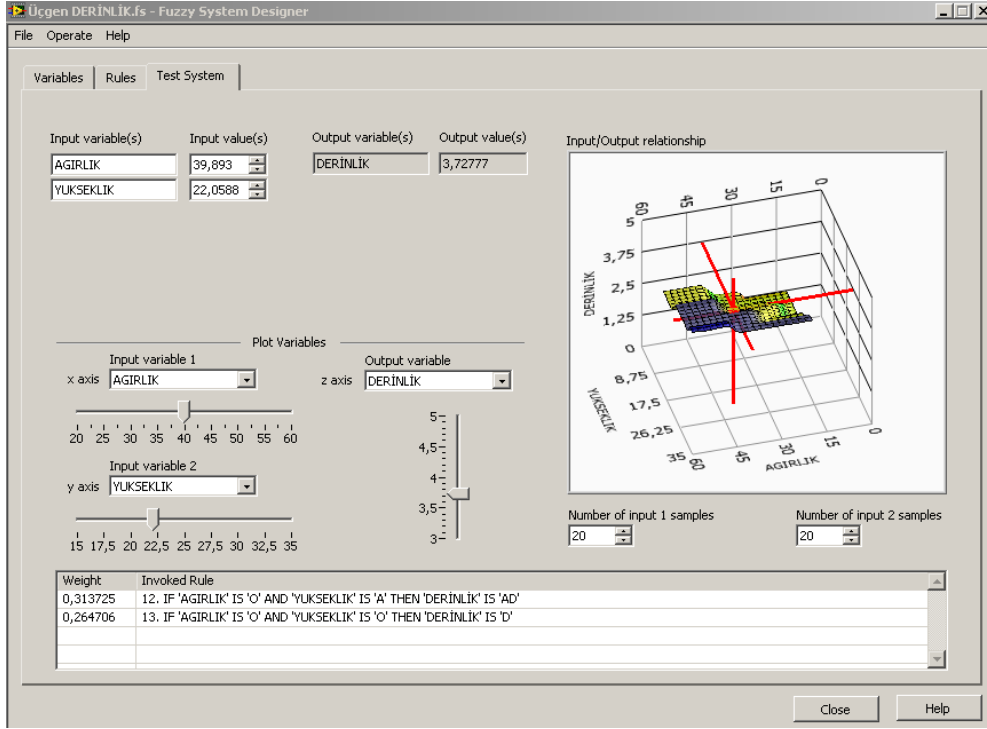 Üçgen DERİNLİK.fs - Fuzzy System Designer
File Operate Help
Variables Rules Test System
Input variable(s) Input value(s) Output variable(s) Output value(s)
AGIRLIK 39,893 DERİNLİK 3,72777
YUKSEKLIK 22,0588
Input/Output relationship
60 45 30 15 0
5
3,75
2,5
1,25
0
DERİNLİK
8,75
17,5
26,25
35
YUKSEKLIK
60 45 30 15 0
AGIRLIK
Plot Variables
Input variable 1
x axis AGIRLIK
20 25 30 35 40 45 50 55 60
Input variable 2
y axis YUKSEKLIK
15 17,5 20 22,5 25 27,5 30 32,5 35
Output variable
z axis DERİNLİK
5
4,5
4
3,5
3
Number of input 1 samples Number of input 2 samples
20 20
Weight Invoked Rule
0,313725 12. IF 'AGIRLIK' IS 'O' AND 'YUKSEKLIK' IS 'A' THEN 'DERİNLİK' IS 'AD'
0,264706 13. IF 'AGIRLIK' IS 'O' AND 'YUKSEKLIK' IS 'O' THEN 'DERİNLİK' IS 'D'
Close Help